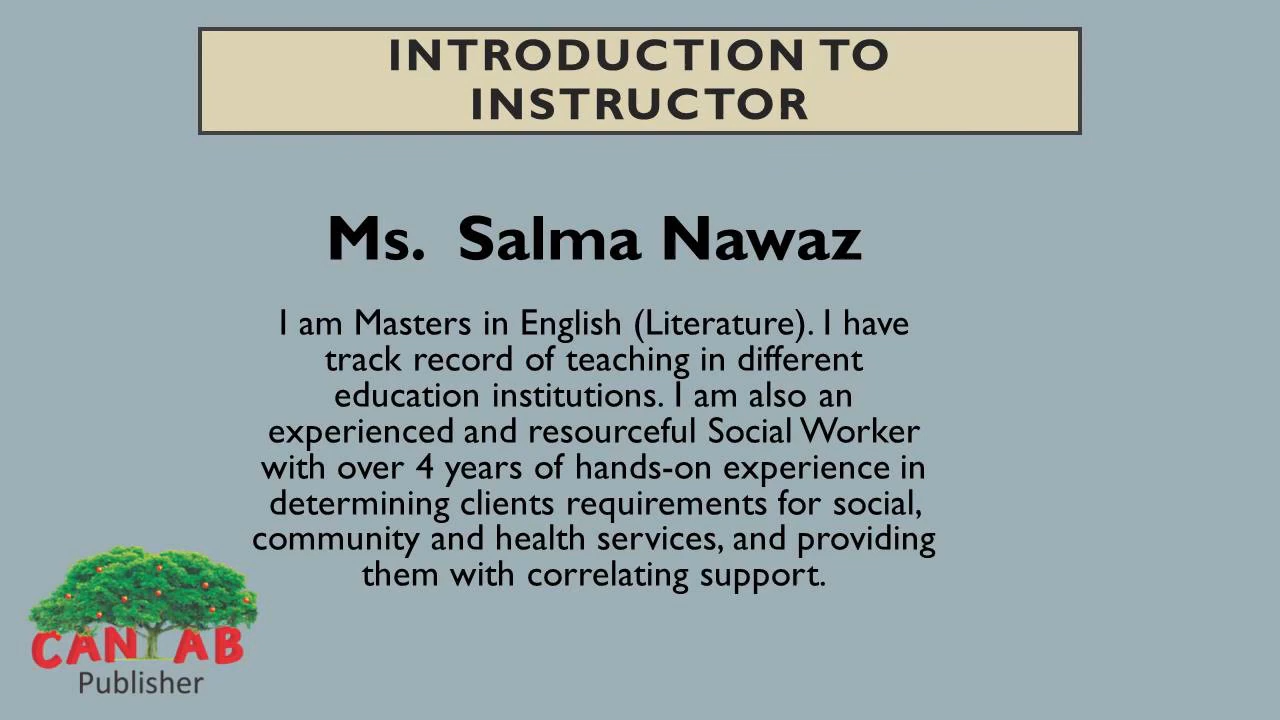 INTRODUCTION TO
INSTRUCTOR
Ms. Salma Nawaz
I am Masters in English (Literature). I have
track record of teaching in different
education institutions. I am also an
experienced and resourceful Social Worker
with over 4 years of hands-on experience in
determining clients requirements for social,
community and health services, and providing
them with correlating support.
CANTAB
Publisher